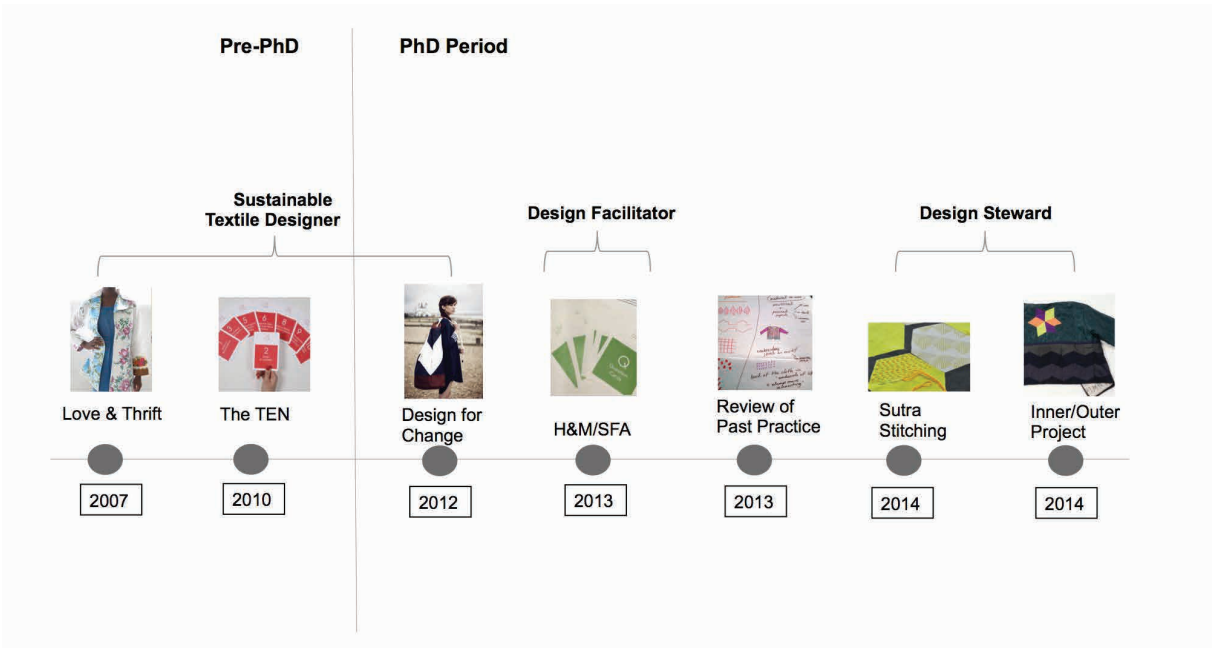 Pre-PhD
PhD Period
Sustainable
Textile Designer
Design Facilitator
Design Steward
Love & Thrift
The TEN
Design for
Change
H&M/SFA
Review of
Past Practice
Sutra
Stitching
Inner/Outer
Project
2007
2010
2012
2013
2013
2014
2014